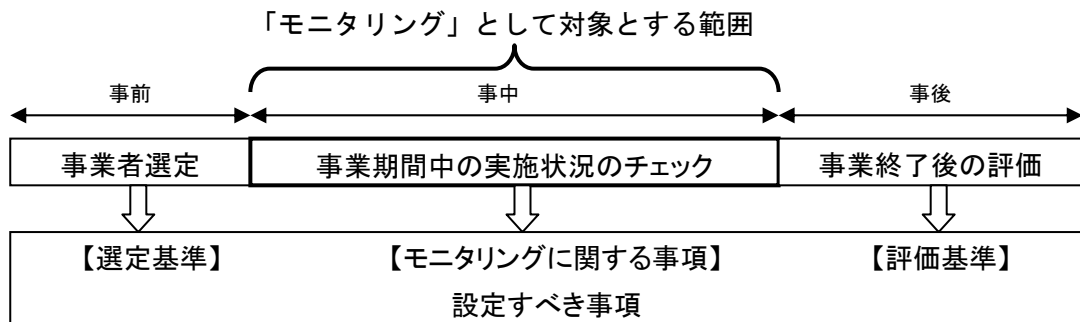 「モニタリング」として対象とする範囲
事前 事中 事後
事業者選定 事業期間中の実施状況のチェック 事業終了後の評価
【選定基準】 【モニタリングに関する事項】 【評価基準】
設定すべき事項